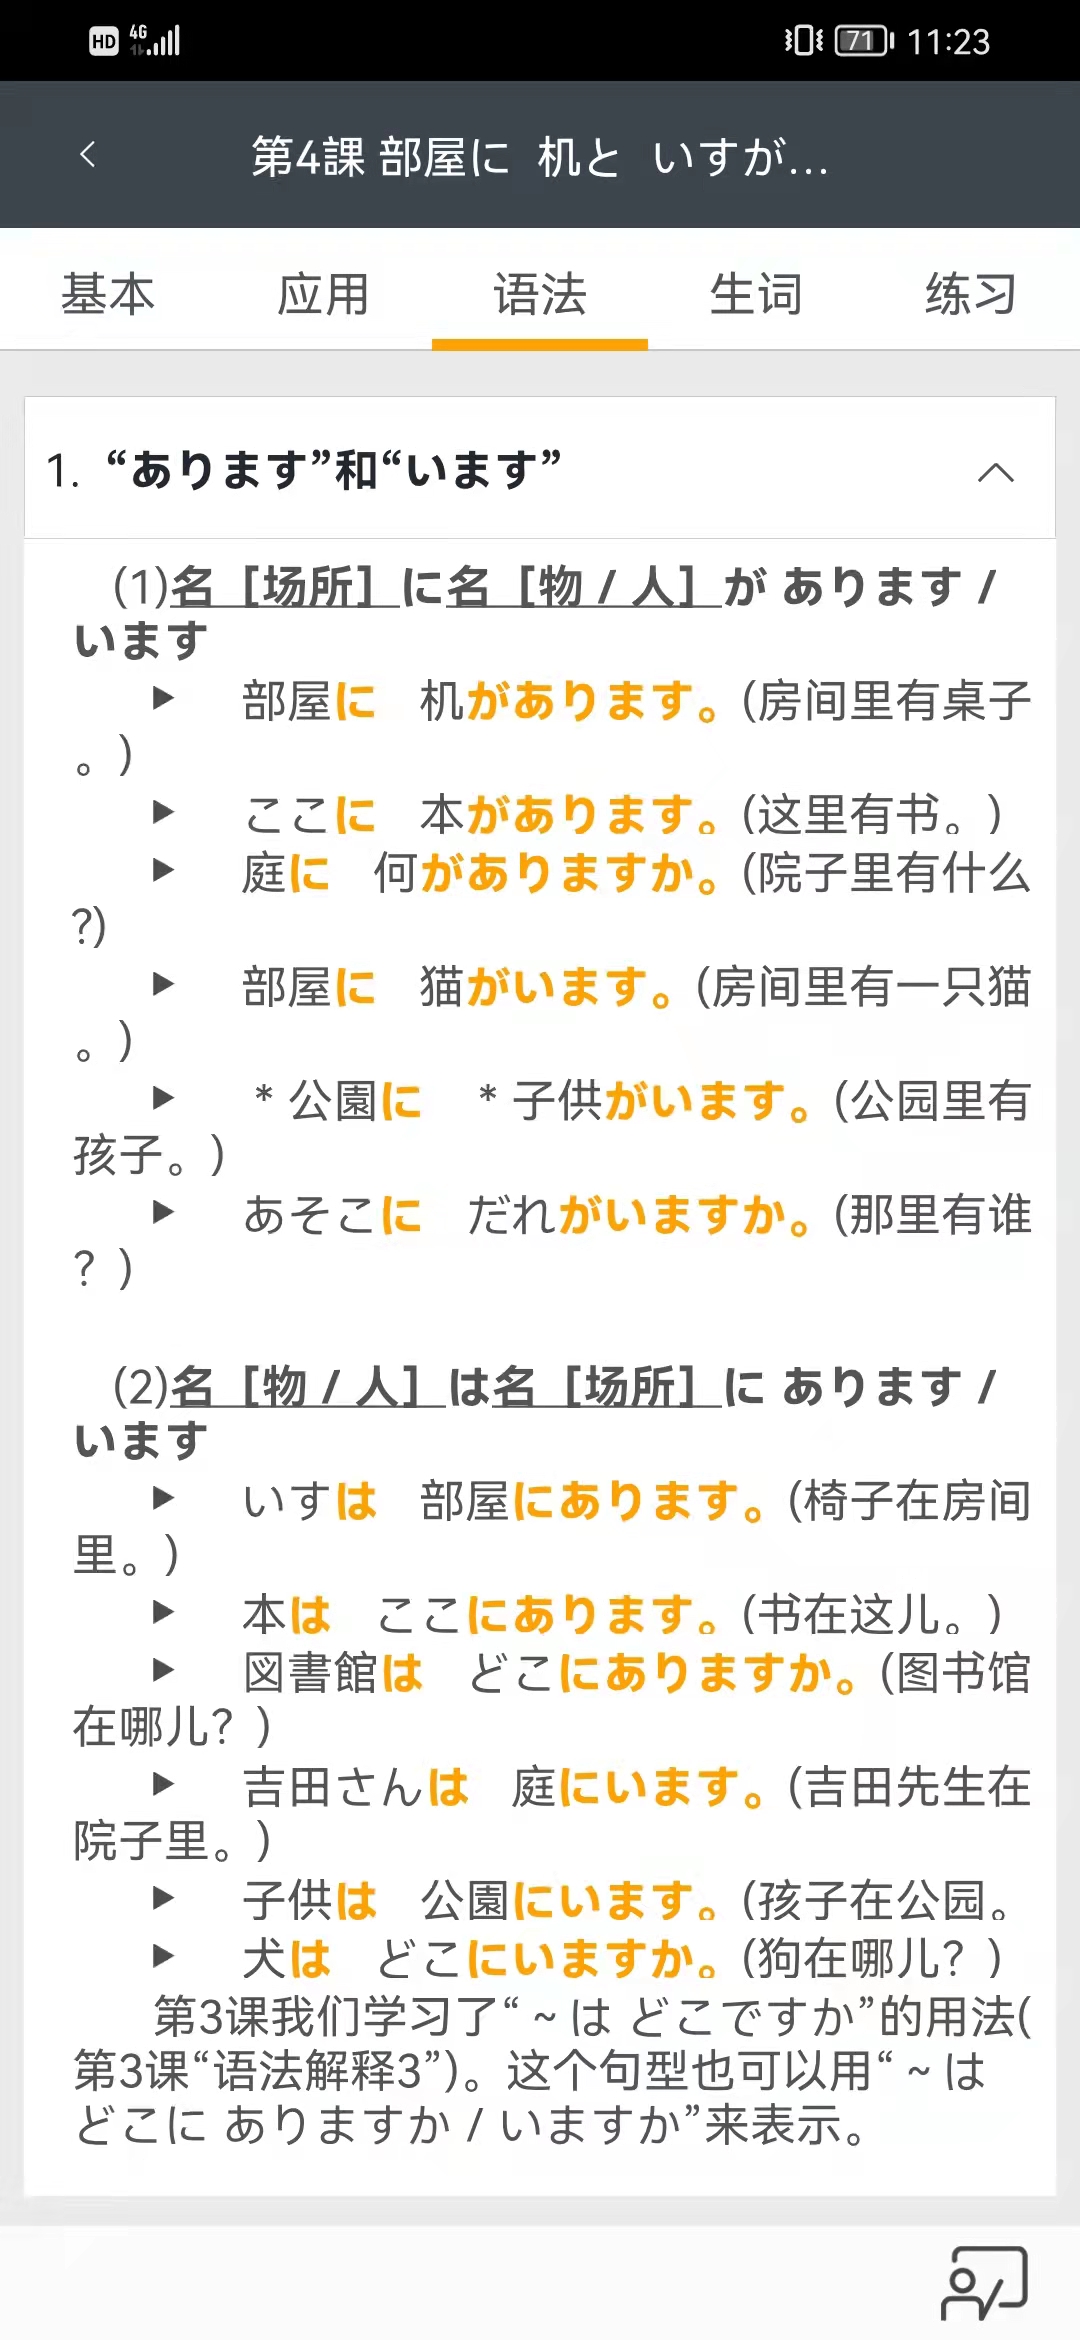 HD 4G 71 11:23
第4課 部屋に 机と いすが...
基本 应用 语法 生词 练习
1. “あります”和“います”
(1)名［场所］に名［物 / 人］が あります /
います
▶ 部屋に 机があります。(房间里有桌子
。)
▶ ここに 本があります。(这里有书。)
▶ 庭に 何がありますか。(院子里有什么
?)
▶ 部屋に 猫がいます。(房间里有一只猫
。)
▶ ＊公園に ＊子供がいます。(公园里有
孩子。)
▶ あそこに だれがいますか。(那里有谁
? )
(2)名［物 / 人］は名［场所］に あります /
います
▶ いすは 部屋にあります。(椅子在房间
里。)
▶ 本は ここにあります。(书在这儿。)
▶ 図書館は どこにありますか。(图书馆
在哪儿? )
▶ 吉田さんは 庭にいます。(吉田先生在
院子里。)
▶ 子供は 公園にいます。(孩子在公园。
▶ 犬は どこにいますか。(狗在哪儿? )
第3课我们学习了“～は どこですか”的用法(
第3课“语法解释3”)。这个句型也可以用“～は
どこに ありますか / いますか”来表示。